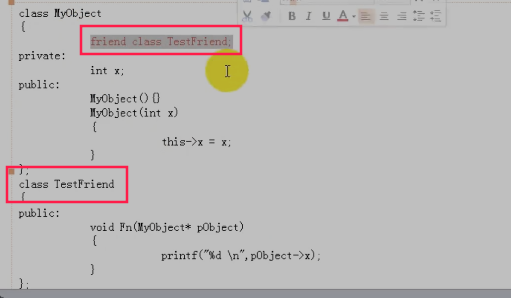 class MyObject
{
friend class TestFriend;
private:
int x;
public:
MyObject(){}
MyObject(int x)
{
this->x = x;
}
};
class TestFriend
{
public:
void Fn(MyObject* pObject)
{
printf("%d \n",pObject->x);
}
};
B I U A